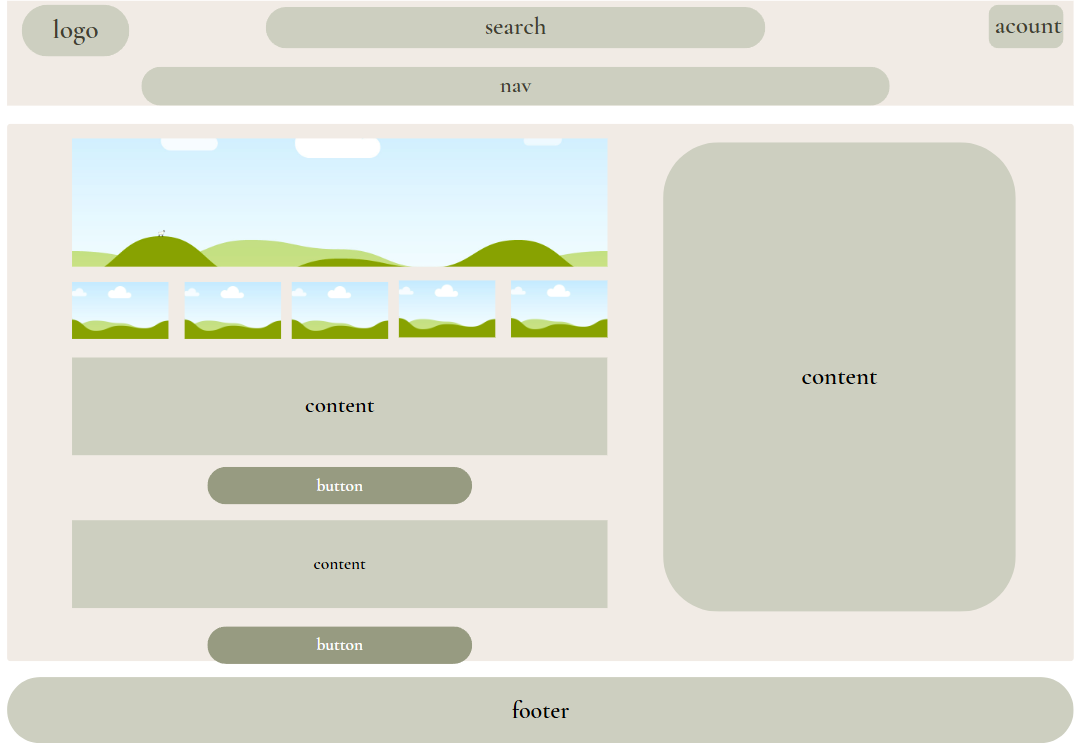 logo
search
acount
nav
content
button
content
button
content
footer